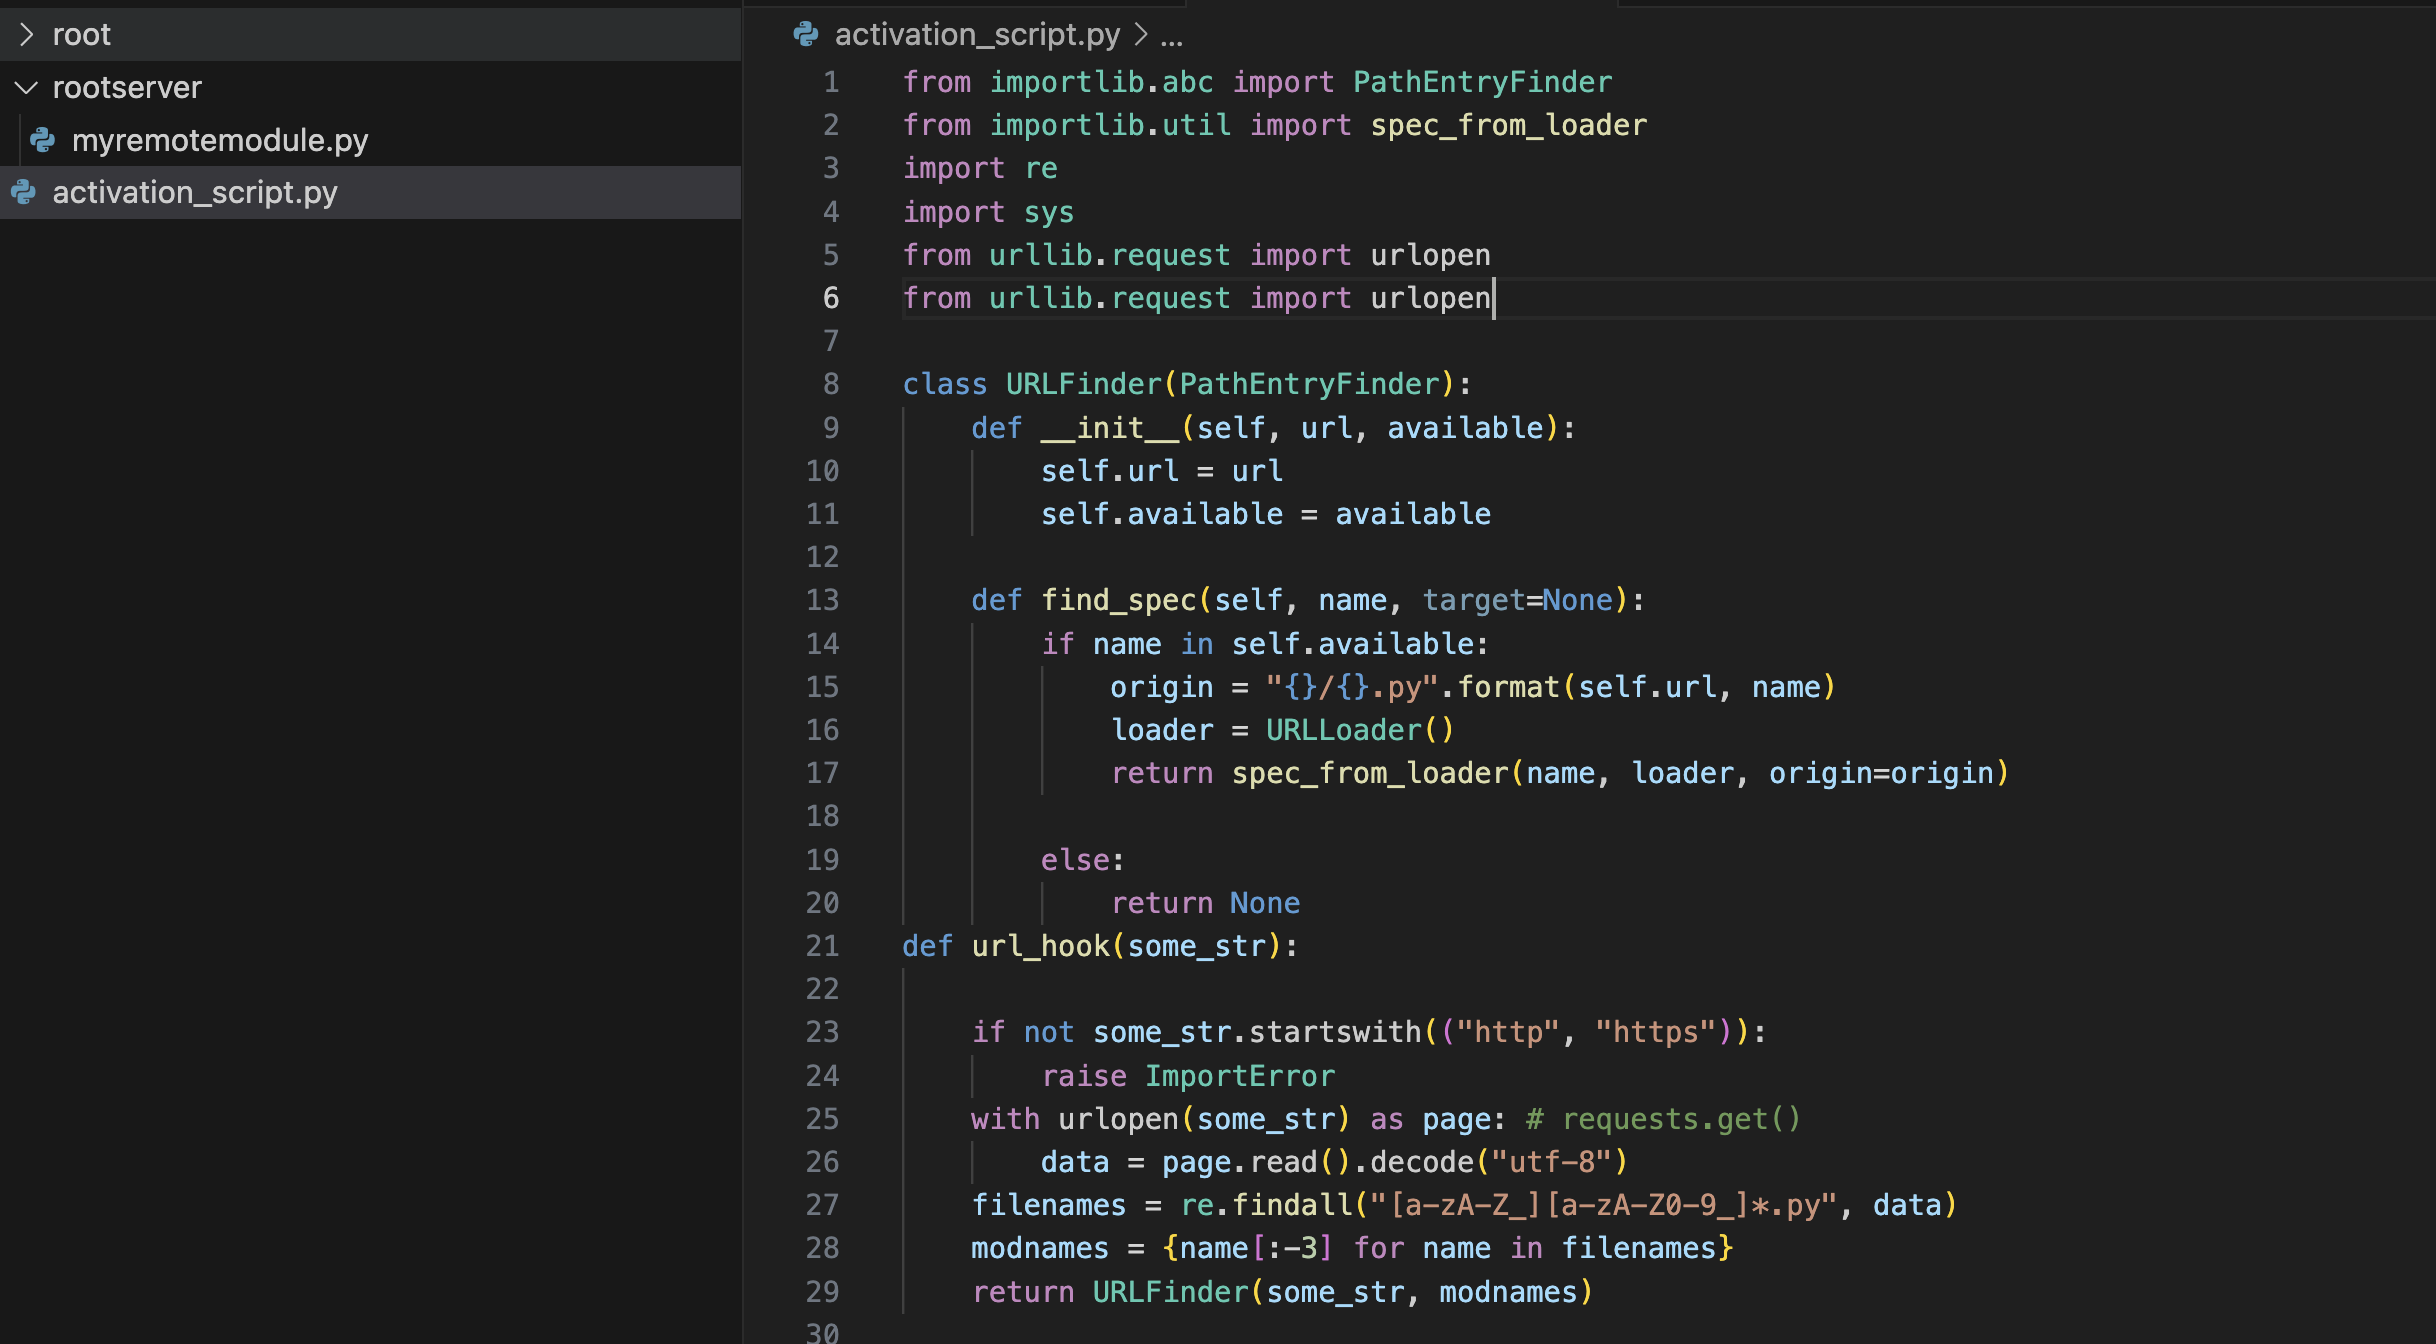 root
rootserver
myremotemodule.py
activation_script.py
activation_script.py > ...
1 from importlib.abc import PathEntryFinder
2 from importlib.util import spec_from_loader
3 import re
4 import sys
5 from urllib.request import urlopen
6 from urllib.request import urlopen
7
8 class URLFinder(PathEntryFinder):
9     def __init__(self, url, available):
10         self.url = url
11         self.available = available
12
13     def find_spec(self, name, target=None):
14         if name in self.available:
15             origin = "{}/{}.py".format(self.url, name)
16             loader = URLLoader()
17             return spec_from_loader(name, loader, origin=origin)
18
19         else:
20             return None
21 def url_hook(some_str):
22
23     if not some_str.startswith(("http", "https")):
24         raise ImportError
25     with urlopen(some_str) as page: # requests.get()
26         data = page.read().decode("utf-8")
27     filenames = re.findall("[a-zA-Z_][a-zA-Z0-9_]*.py", data)
28     modnames = {name[:-3] for name in filenames}
29     return URLFinder(some_str, modnames)
30